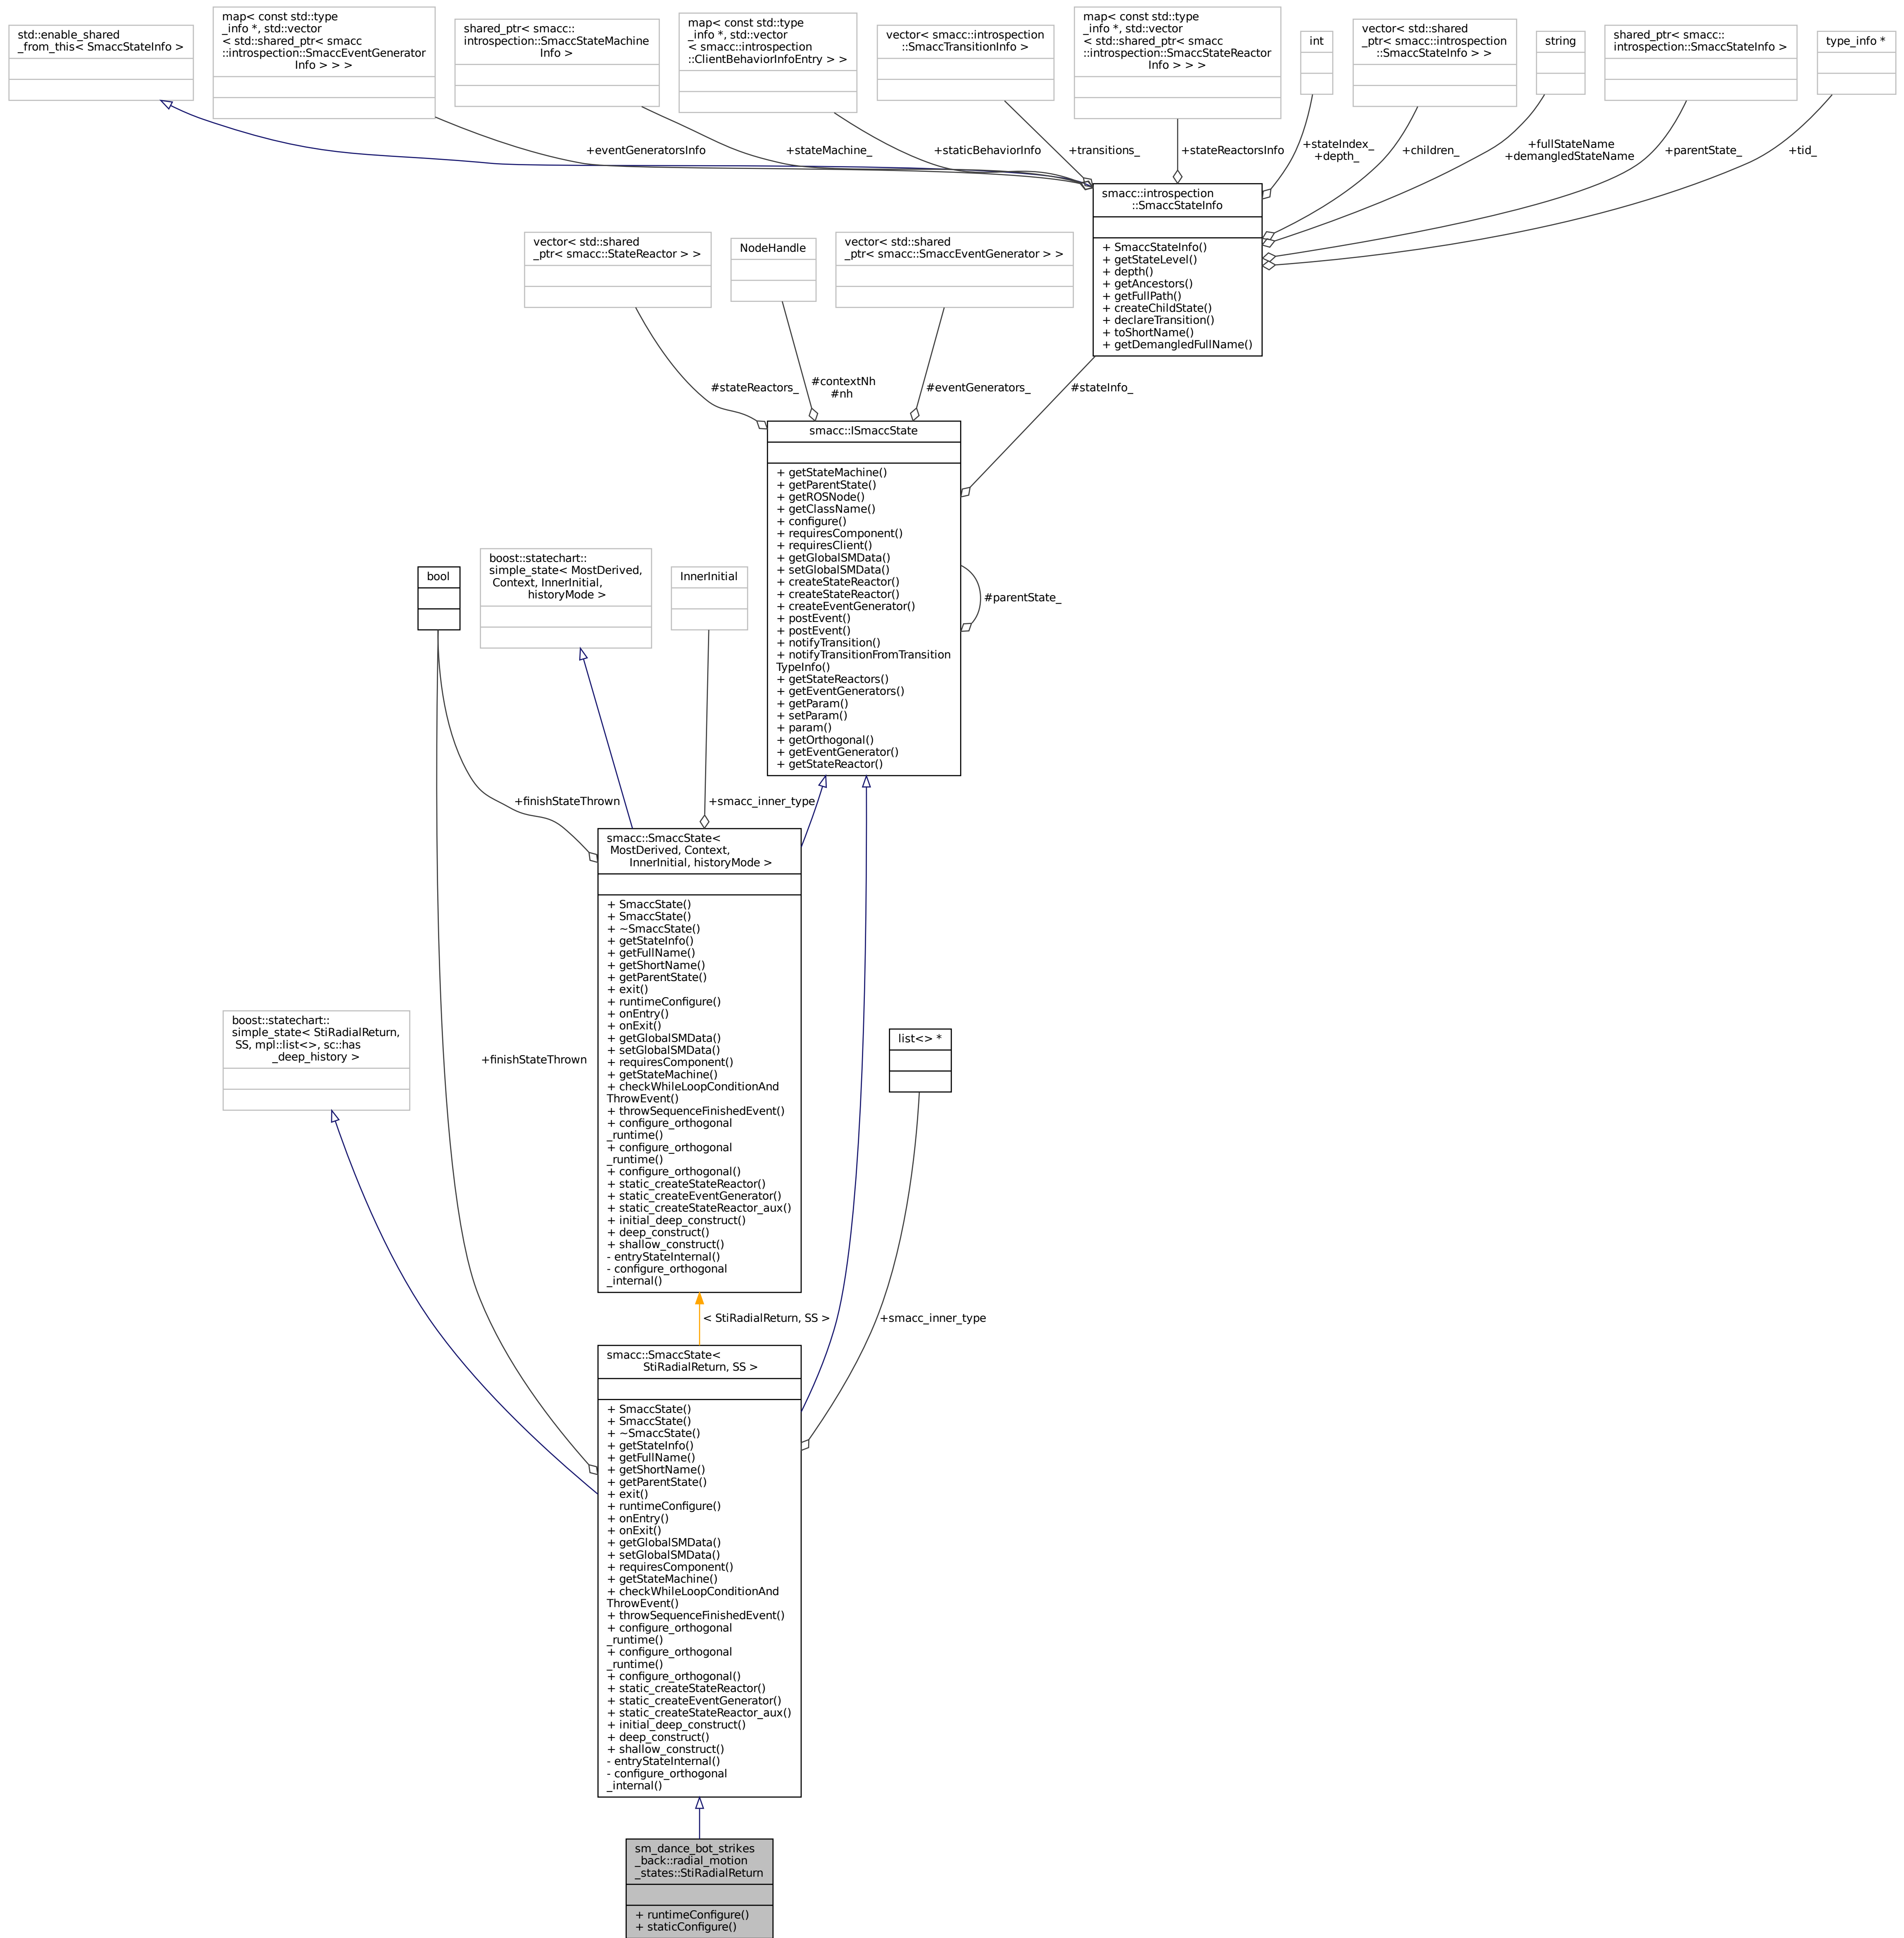 std::enable_shared
_from_this< SmaccStateInfo >
map< const std::type
_info *, std::vector
< std::shared_ptr< smacc
::introspection::SmaccEventGenerator
Info > > >
shared_ptr< smacc::
introspection::SmaccStateMachine
Info >
map< const std::type
_info *, std::vector
< smacc::introspection
::ClientBehaviorInfoEntry > >
vector< smacc::introspection
::SmaccTransitionInfo >
map< const std::type
_info *, std::vector
< std::shared_ptr< smacc
::introspection::SmaccStateReactor
Info > > >
int
vector< std::shared
_ptr< smacc::introspection
::SmaccStateInfo > >
string
shared_ptr< smacc::
introspection::SmaccStateInfo >
type_info *
+eventGeneratorsInfo
+stateMachine_
+staticBehaviorInfo
+transitions_
+stateReactorsInfo
+stateIndex_
+depth_
+children_
+fullStateName
+demangledStateName
+parentState_
+tid_
smacc::introspection
::SmaccStateInfo
+ SmaccStateInfo()
+ getStateLevel()
+ depth()
+ getAncestors()
+ getFullPath()
+ createChildState()
+ declareTransition()
+ toShortName()
+ getDemangledFullName()
vector< std::shared
_ptr< smacc::StateReactor > >
NodeHandle
vector< std::shared
_ptr< smacc::SmaccEventGenerator > >
#stateReactors_
#contextNh
#nh
#eventGenerators_
#stateInfo_
smacc::ISmaccState
+ getStateMachine()
+ getParentState()
+ getROSNode()
+ getClassName()
+ configure()
+ requiresComponent()
+ requiresClient()
+ getGlobalSMData()
+ setGlobalSMData()
+ createStateReactor()
+ createStateReactor()
+ createEventGenerator()
+ postEvent()
+ postEvent()
+ notifyTransition()
+ notifyTransitionFromTransition
TypeInfo()
+ getStateReactors()
+ getEventGenerators()
+ getParam()
+ setParam()
+ param()
+ getOrthogonal()
+ getEventGenerator()
+ getStateReactor()
#parentState_
bool
boost::statechart::
simple_state< MostDerived,
Context, InnerInitial,
historyMode >
InnerInitial
+finishStateThrown
+smacc_inner_type
smacc::SmaccState<
MostDerived, Context,
InnerInitial, historyMode >
+ SmaccState()
+ SmaccState()
+ ~SmaccState()
+ getStateInfo()
+ getFullName()
+ getShortName()
+ getParentState()
+ exit()
+ runtimeConfigure()
+ onEntry()
+ onExit()
+ getGlobalSMData()
+ setGlobalSMData()
+ requiresComponent()
+ getStateMachine()
+ checkWhileLoopConditionAnd
ThrowEvent()
+ throwSequenceFinishedEvent()
+ configure_orthogonal
_runtime()
+ configure_orthogonal
_runtime()
+ configure_orthogonal()
+ static_createStateReactor()
+ static_createEventGenerator()
+ static_createStateReactor_aux()
+ initial_deep_construct()
+ deep_construct()
+ shallow_construct()
- entryStateInternal()
- configure_orthogonal
_internal()
boost::statechart::
simple_state< StiRadialReturn,
SS, mpl::list<>, sc::has
_deep_history >
+finishStateThrown
list<> *
< StiRadialReturn, SS >
+smacc_inner_type
smacc::SmaccState<
StiRadialReturn, SS >
+ SmaccState()
+ SmaccState()
+ ~SmaccState()
+ getStateInfo()
+ getFullName()
+ getShortName()
+ getParentState()
+ exit()
+ runtimeConfigure()
+ onEntry()
+ onExit()
+ getGlobalSMData()
+ setGlobalSMData()
+ requiresComponent()
+ getStateMachine()
+ checkWhileLoopConditionAnd
ThrowEvent()
+ throwSequenceFinishedEvent()
+ configure_orthogonal
_runtime()
+ configure_orthogonal
_runtime()
+ configure_orthogonal()
+ static_createStateReactor()
+ static_createEventGenerator()
+ static_createStateReactor_aux()
+ initial_deep_construct()
+ deep_construct()
+ shallow_construct()
- entryStateInternal()
- configure_orthogonal
_internal()
sm_dance_bot_strikes
_back::radial_motion
_states::StiRadialReturn
+ runtimeConfigure()
+ staticConfigure()